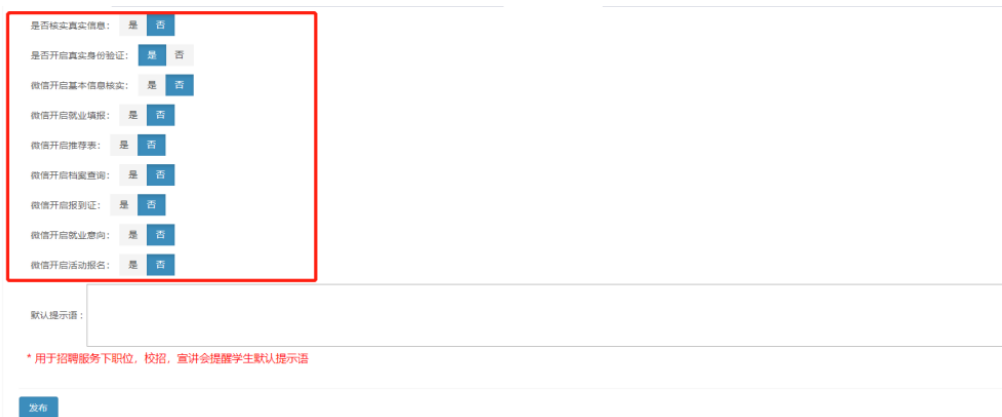 是否核实真实信息： 是 否
是否开启真实身份验证： 是 否
微信开启基本信息核实： 是 否
微信开启就业填报： 是 否
微信开启推荐表： 是 否
微信开启档案查询： 是 否
微信开启报到证： 是 否
微信开启就业意向： 是 否
微信开启活动报名： 是 否
默认提示语：
* 用于招聘服务下职位，校招，宣讲会提醒学生默认提示语
发布